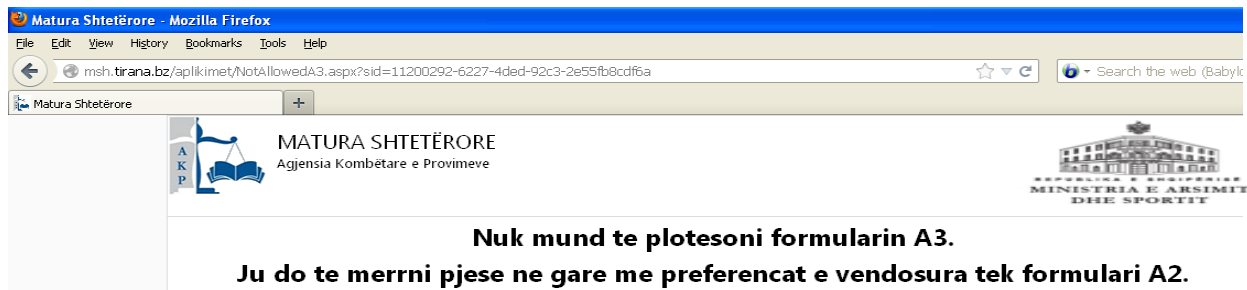 Matura Shtetërore - Mozilla Firefox
File Edit View History Bookmarks Tools Help
msh.tirana.bz/aplikimet/NotAllowedA3.aspx?sid=11200292-6227-4ded-92c3-2e55fb8cdf6a
Search the web (Babylo
Matura Shtetërore +
AKP
MATURA SHTETËRORE
Agjensia Kombëtare e Provimeve
REPUBLIKA E SHQIPËRISË
MINISTRIA E ARSIMIT
DHE SPORTIT
Nuk mund te plotesoni formularin A3.
Ju do te merrni pjese ne gare me preferencat e vendosura tek formulari A2.